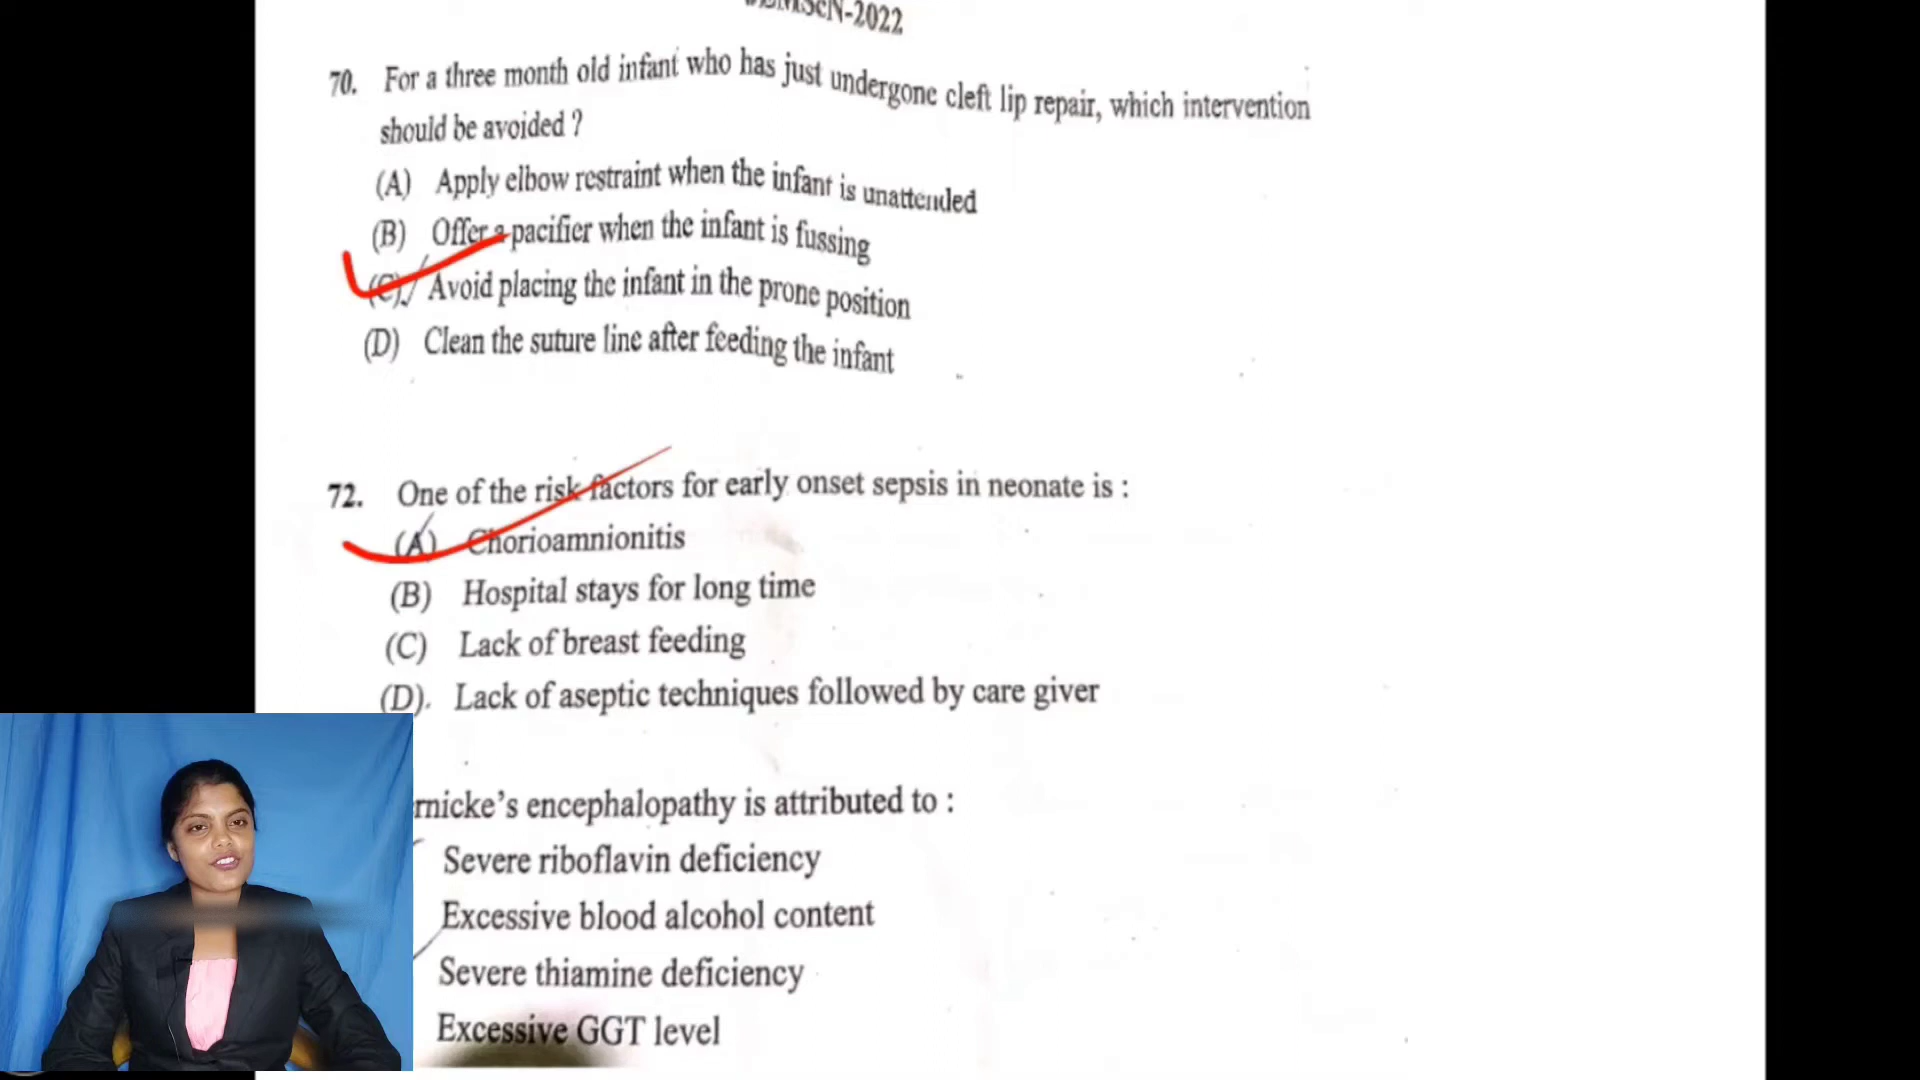 N-2022
70. For a three month old infant who has just undergone cleft lip repair, which intervention
should be avoided ?
(A) Apply elbow restraint when the infant is unattended
(B) Offer a pacifier when the infant is fussing
(C) Avoid placing the infant in the prone position
(D) Clean the suture line after feeding the infant
72. One of the risk factors for early onset sepsis in neonate is :
(A) Chorioamnionitis
(B) Hospital stays for long time
(C) Lack of breast feeding
(D). Lack of aseptic techniques followed by care giver
rnicke's encephalopathy is attributed to :
Severe riboflavin deficiency
Excessive blood alcohol content
Severe thiamine deficiency
Excessive GGT level